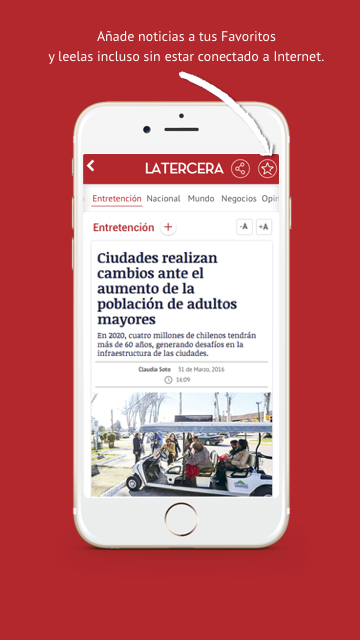 Añade noticias a tus Favoritos
y leelas incluso sin estar conectado a Internet.
LATERCERA
Entretención Nacional Mundo Negocios Opin
Entretención + -A +A
Ciudades realizan
cambios ante el
aumento de la
población de adultos
mayores
En 2020, cuatro millones de chilenos tendrán
más de 60 años, generando desafíos en la
infraestructura de las ciudades.
Claudia Soto 31 de Marzo, 2016
16:09